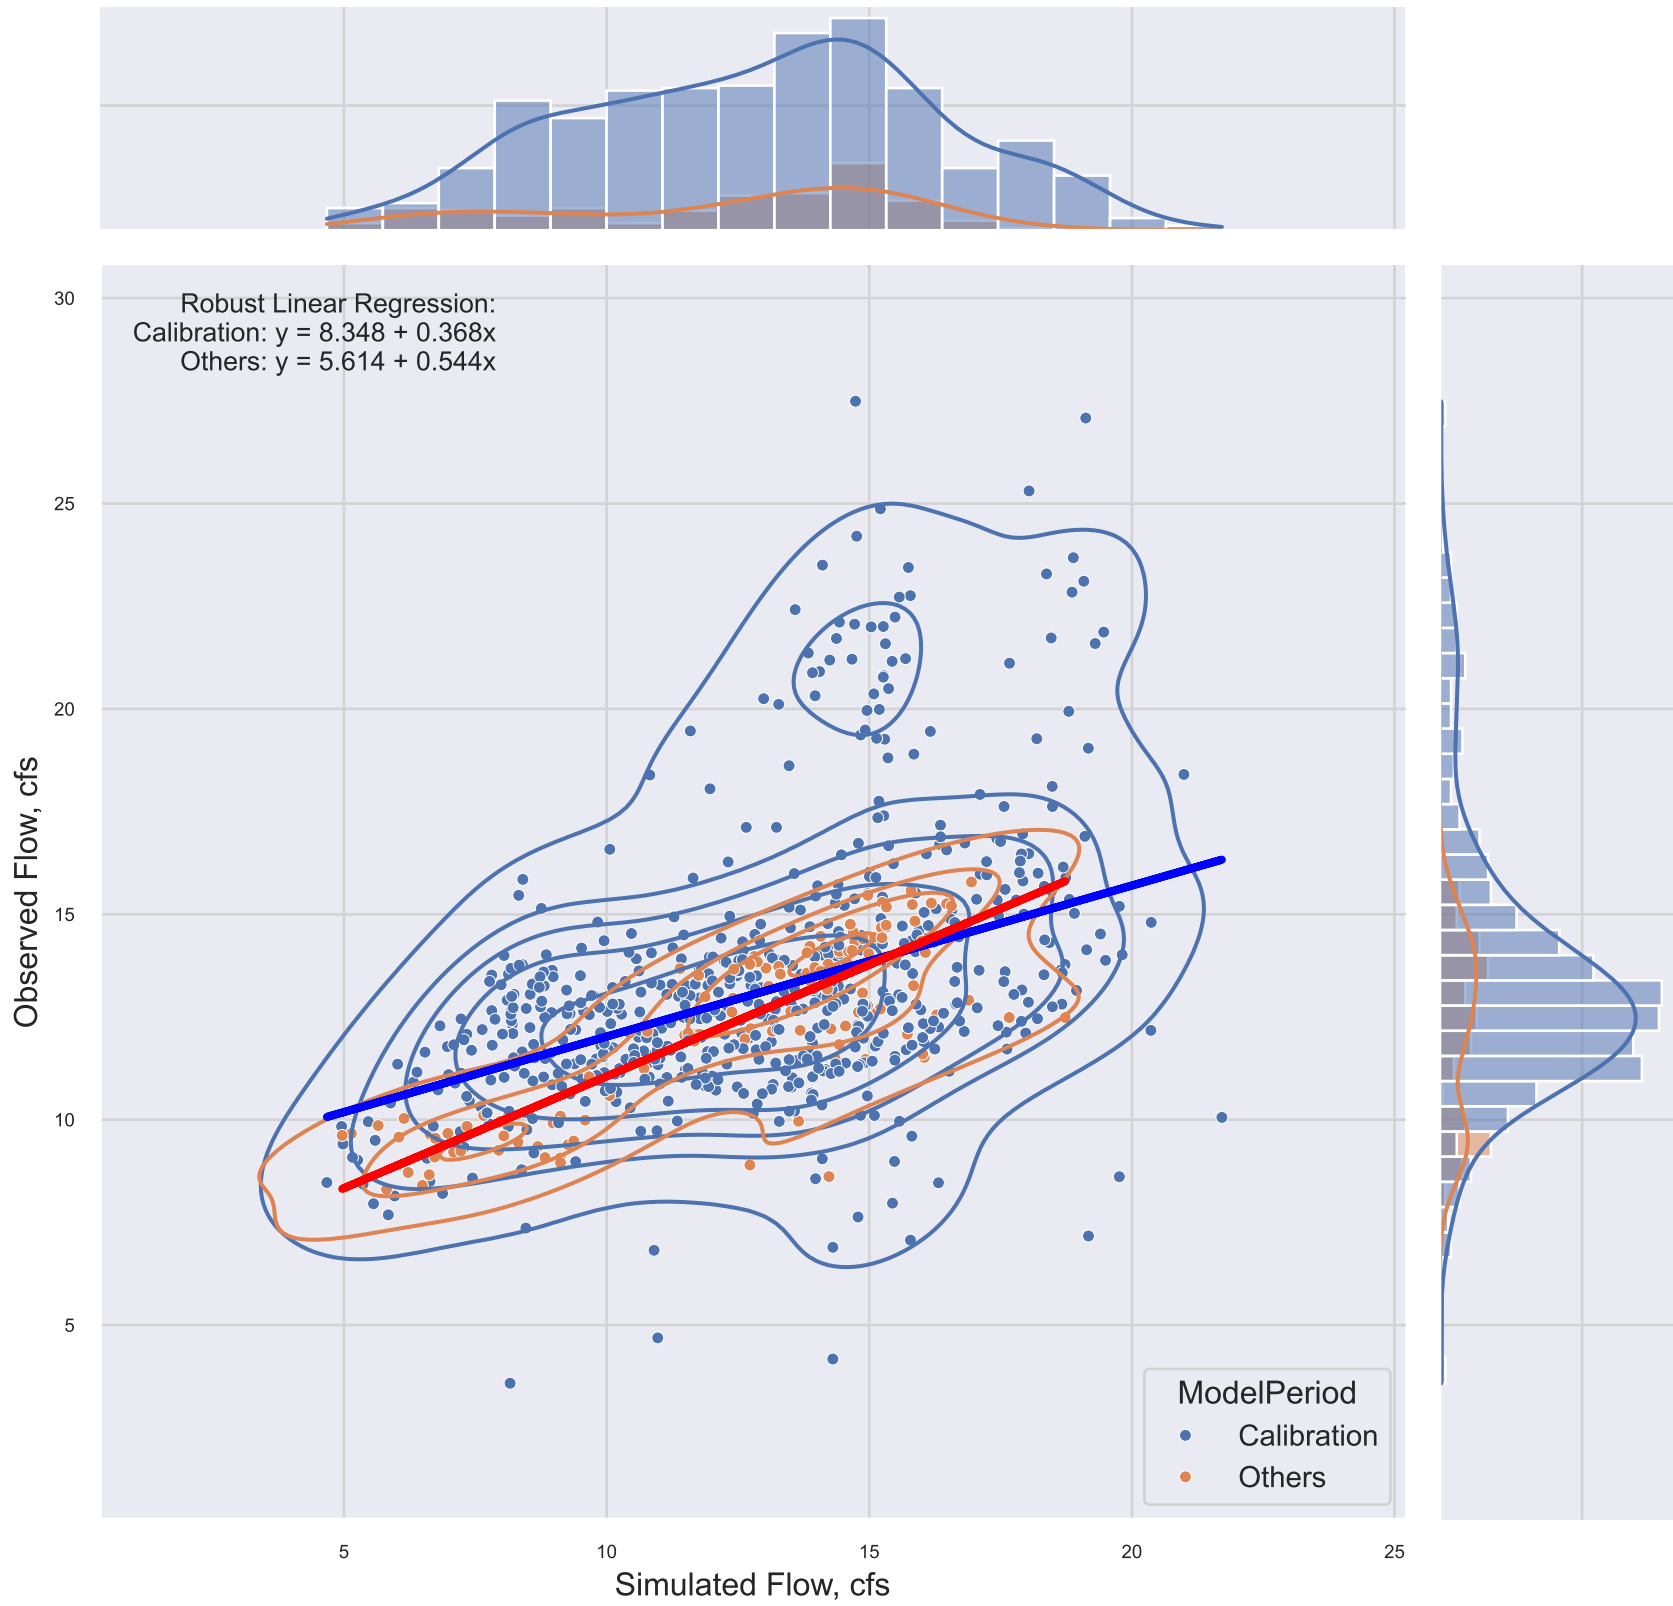 30
Robust Linear Regression:
Calibration: y = 8.348 + 0.368x
Others: y = 5.614 + 0.544x
25
20
15
10
5
Observed Flow, cfs
ModelPeriod
Calibration
Others
5 10 15 20 25
Simulated Flow, cfs